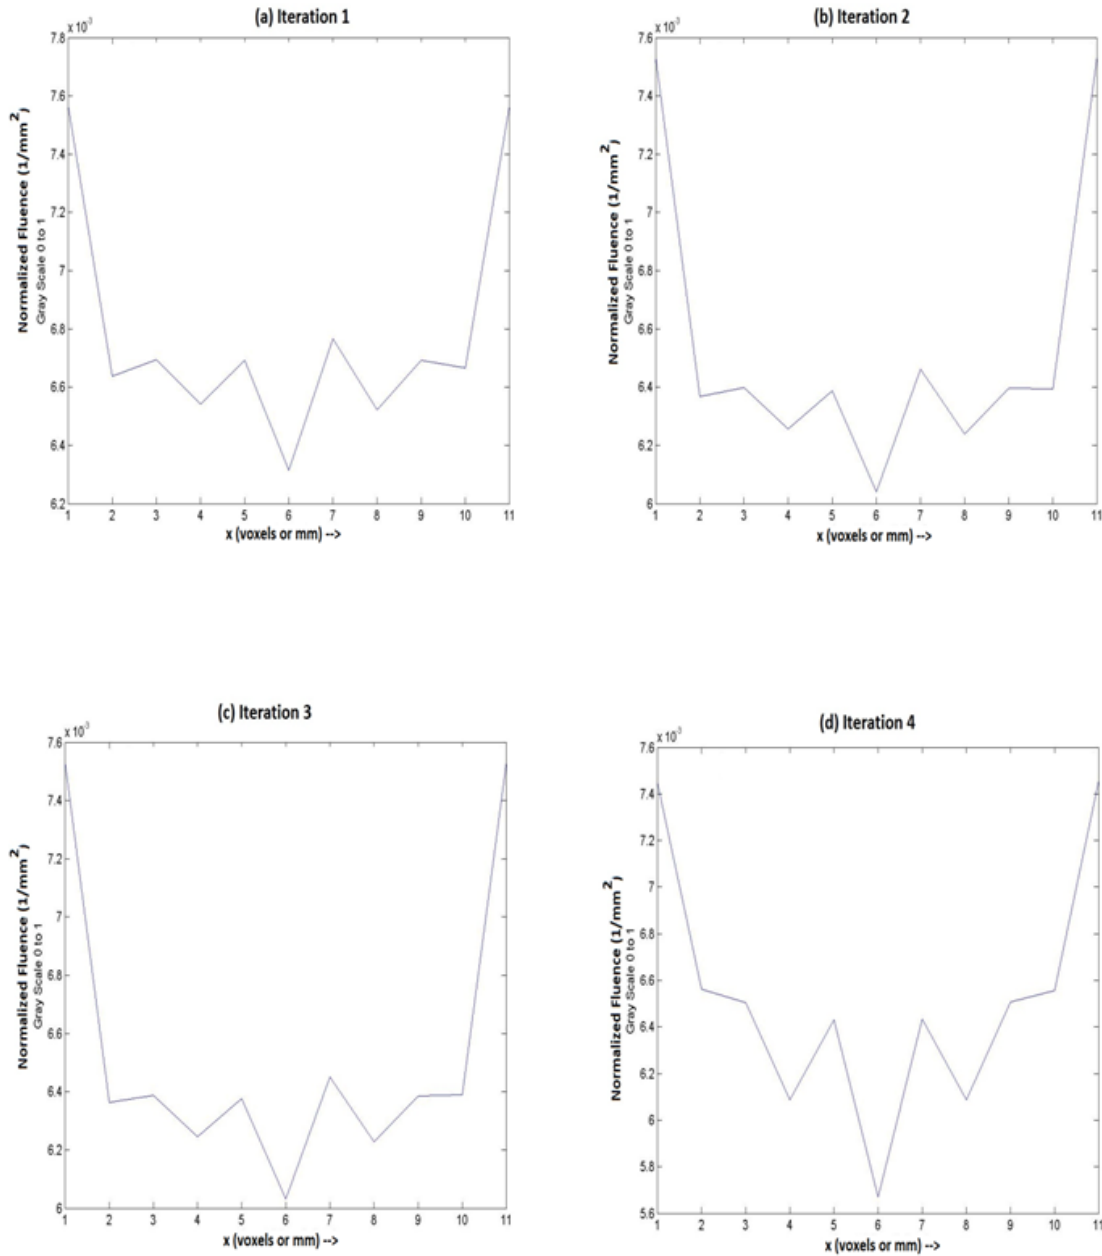 (a) Iteration 1
x 10⁻³
7.8
7.6
7.4
7.2
7
6.8
6.6
6.4
6.2
Normalized Fluence (1/mm²)
Gray Scale 0 to 1
1 2 3 4 5 6 7 8 9 10 11
x (voxels or mm) -->
(b) Iteration 2
x 10⁻³
7.6
7.4
7.2
7
6.8
6.6
6.4
6.2
6
Normalized Fluence (1/mm²)
Gray Scale 0 to 1
1 2 3 4 5 6 7 8 9 10 11
x (voxels or mm) -->
(c) Iteration 3
x 10⁻³
7.6
7.4
7.2
7
6.8
6.6
6.4
6.2
6
Normalized Fluence (1/mm²)
Gray Scale 0 to 1
1 2 3 4 5 6 7 8 9 10 11
x (voxels or mm) -->
(d) Iteration 4
x 10⁻³
7.6
7.4
7.2
7
6.8
6.6
6.4
6.2
6
5.8
5.6
Normalized Fluence (1/mm²)
Gray Scale 0 to 1
1 2 3 4 5 6 7 8 9 10 11
x (voxels or mm) -->